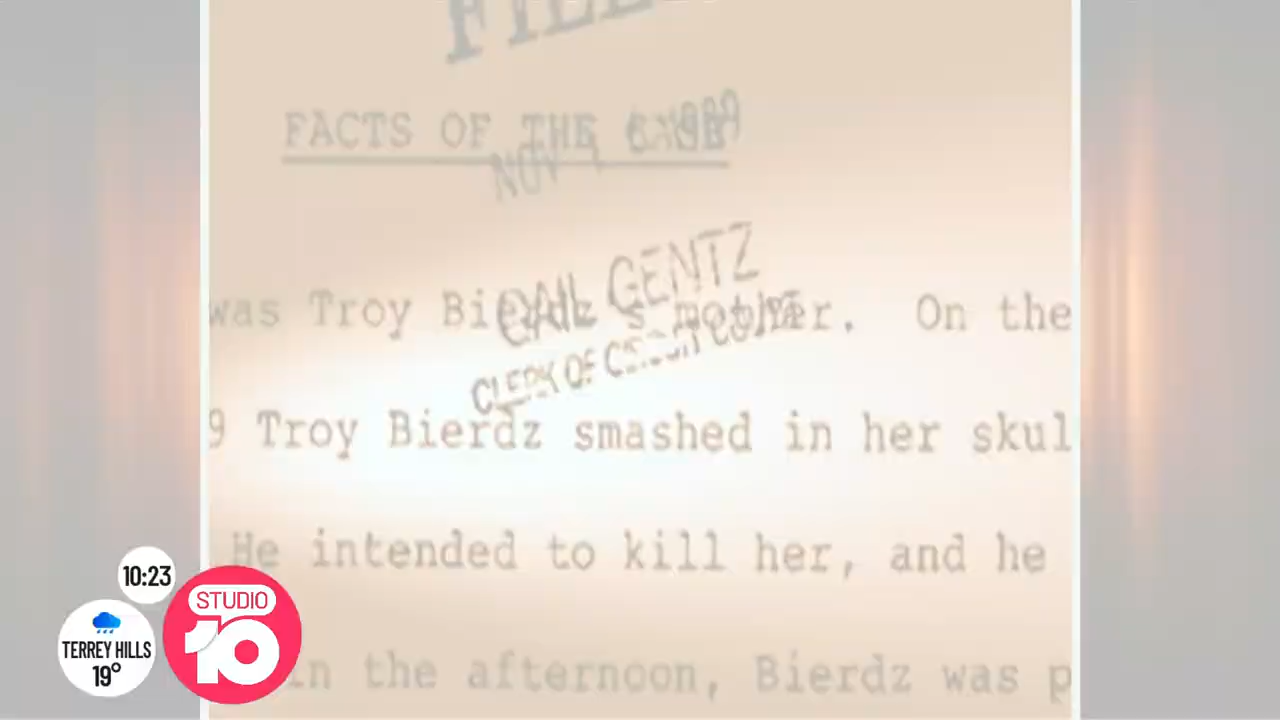 FACTS OF THE CASE
NOV
GAIL GENTZ
CLERK OF CIRCUIT COURT
was Troy Bierdz's mother. On the
9 Troy Bierdz smashed in her skul
He intended to kill her, and he
in the afternoon, Bierdz was p
10:23
TERREY HILLS
19°
STUDIO
10